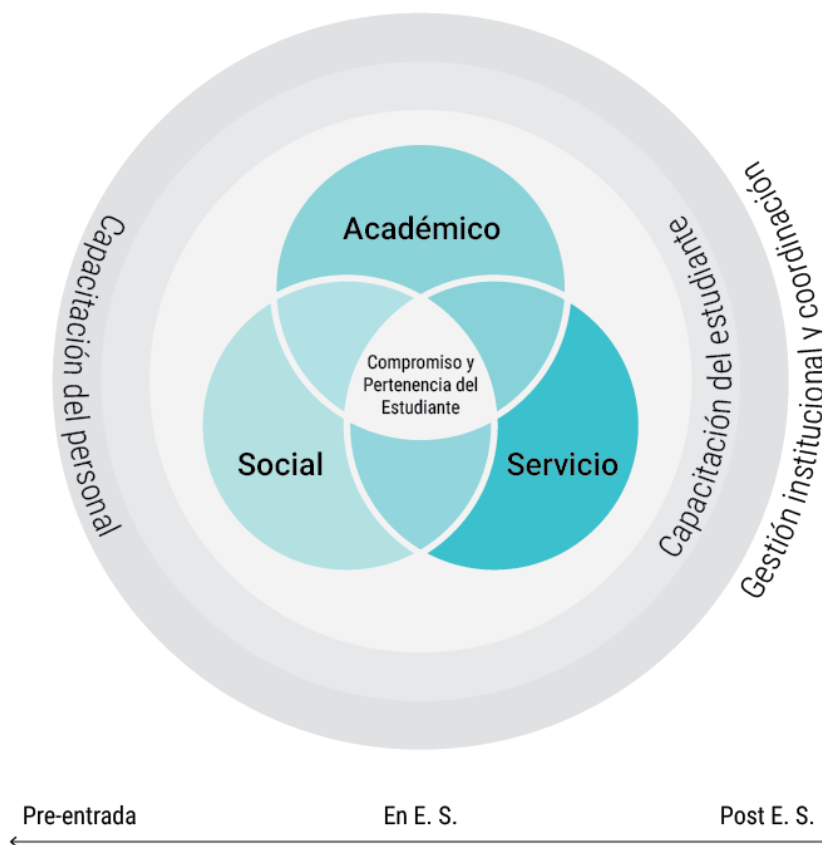 Académico
Compromiso y
Pertenencia del
Estudiante
Social
Servicio
Capacitación del personal
Capacitación del estudiante
Gestión institucional y coordinación
Pre-entrada
En E. S.
Post E. S.